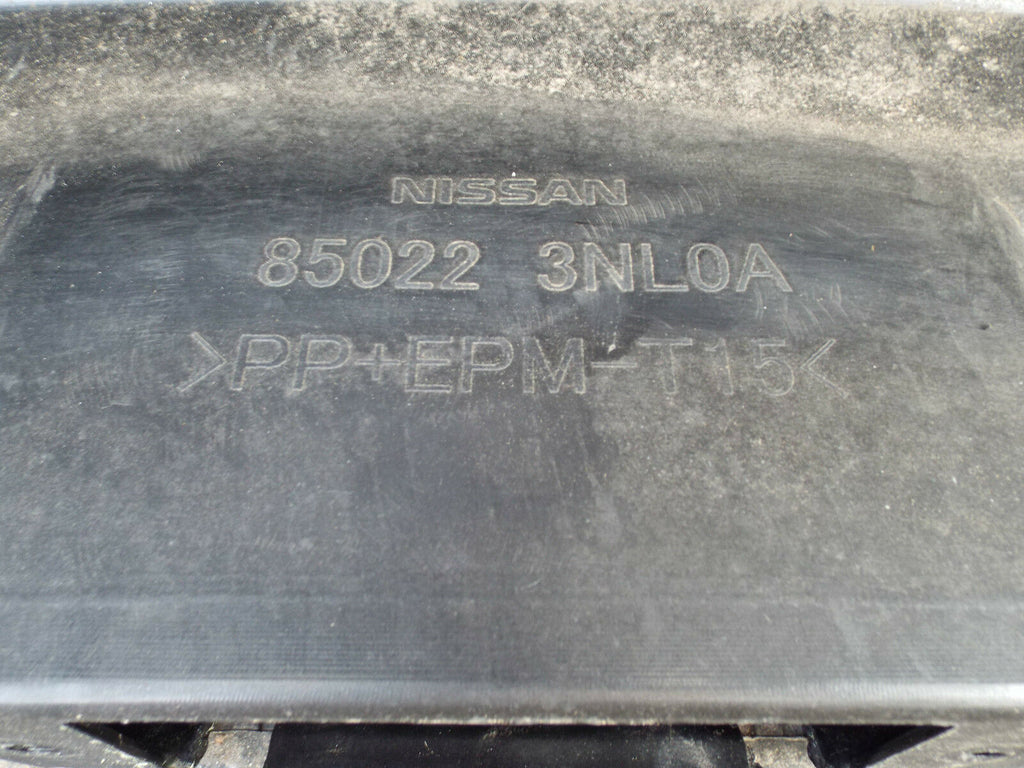 NISSAN
85022 3NL0A
>PP+EPM-T15<